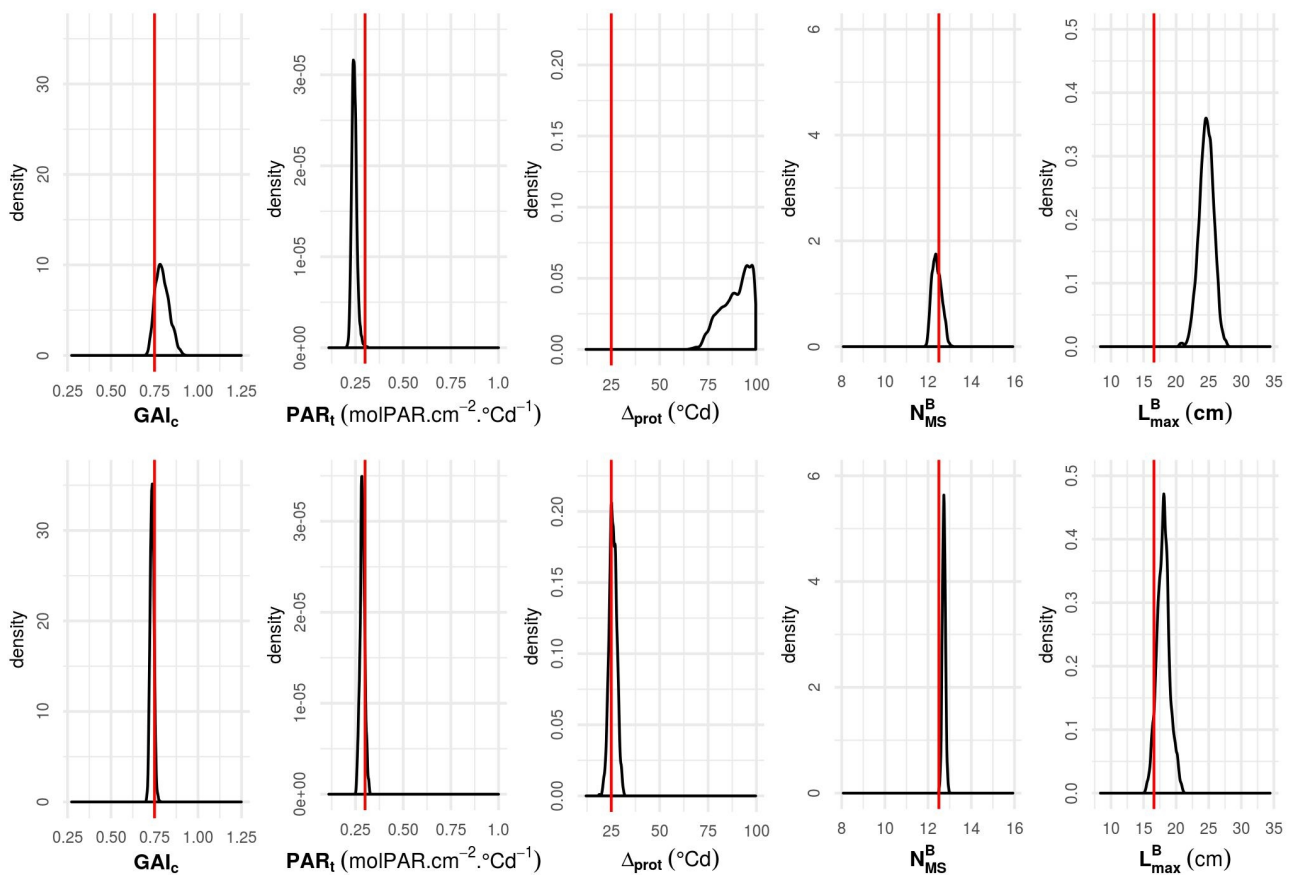 density
0
10
20
30
0.25 0.50 0.75 1.00 1.25
GAIc
density
0e+00
1e-05
2e-05
3e-05
0.25 0.50 0.75 1.0
PARt (molPAR.cm−2.°Cd−1)
density
0.00
0.05
0.10
0.15
0.20
25 50 75 100
Δprot (°Cd)
density
0
2
4
6
8 10 12 14 16
NBMS
density
0.0
0.1
0.2
0.3
0.4
0.5
10 15 20 25 30 35
LBmax (cm)
density
0
10
20
30
0.25 0.50 0.75 1.00 1.25
GAIc
density
0e+00
1e-05
2e-05
3e-05
0.25 0.50 0.75 1.0
PARt (molPAR.cm−2.°Cd−1)
density
0.00
0.05
0.10
0.15
0.20
25 50 75 100
Δprot (°Cd)
density
0
2
4
6
8 10 12 14 16
NBMS
density
0.0
0.1
0.2
0.3
0.4
0.5
10 15 20 25 30 35
LBmax (cm)